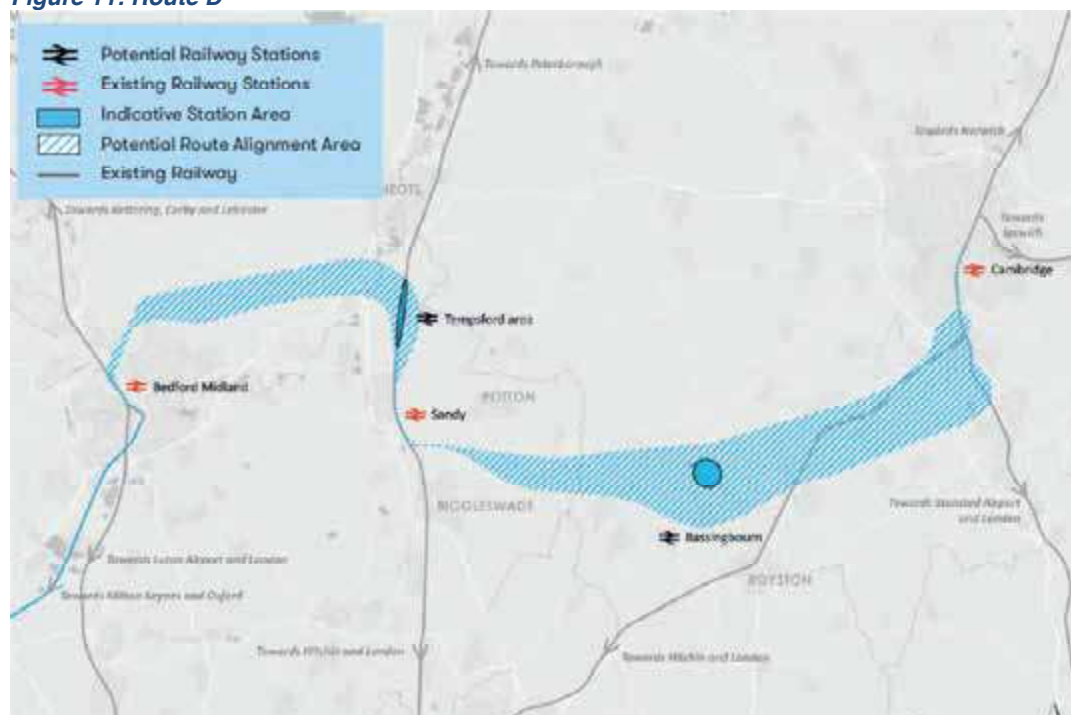 Figure 11: Route D
Potential Railway Stations
Existing Railway Stations
Indicative Station Area
Potential Route Alignment Area
Existing Railway
Towards Peterborough
Towards Norwich
NEOTS
Towards Kettering, Corby and Leicester
Towards Ipswich
Cambridge
Tempsford area
Bedford Midland
POTTON
Sandy
BIGGLESWADE
Towards Stansted Airport
and London
Bassingbourn
Towards Luton Airport and London
ROYSTON
Towards Milton Keynes and Oxford
Towards Hitchin and London
Towards Hitchin and London